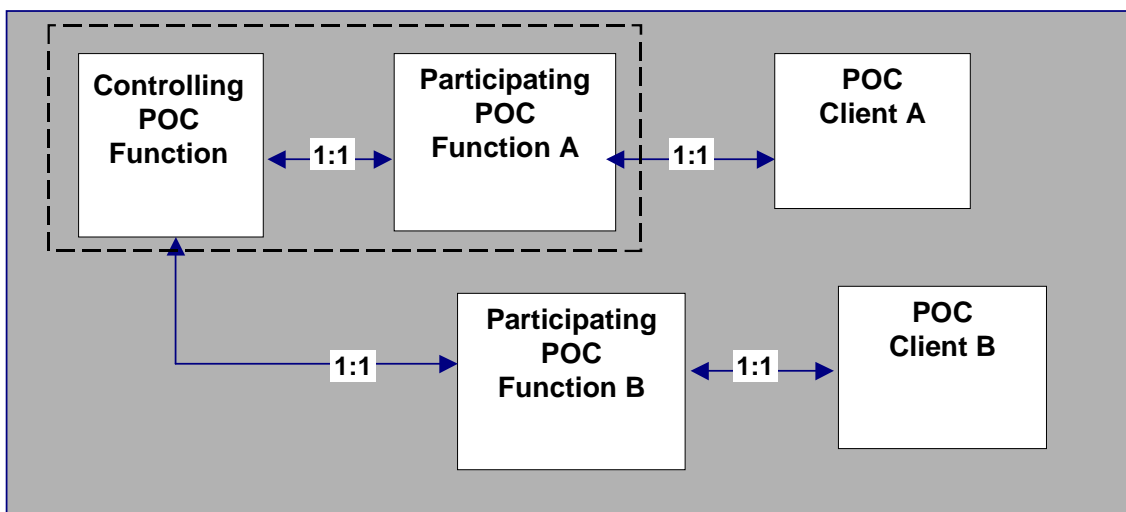 Controlling
POC
Function
1:1
Participating
POC
Function A
1:1
POC
Client A
1:1
Participating
POC
Function B
1:1
POC
Client B